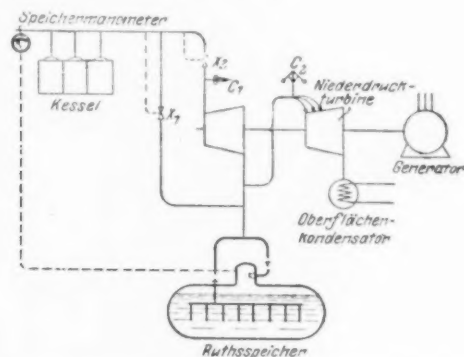 Speichermanometer
Kessel
X2
C1
X1
C2
Niederdruck-
turbine
Generator
Oberflächen-
kondensator
Ruthsspeicher